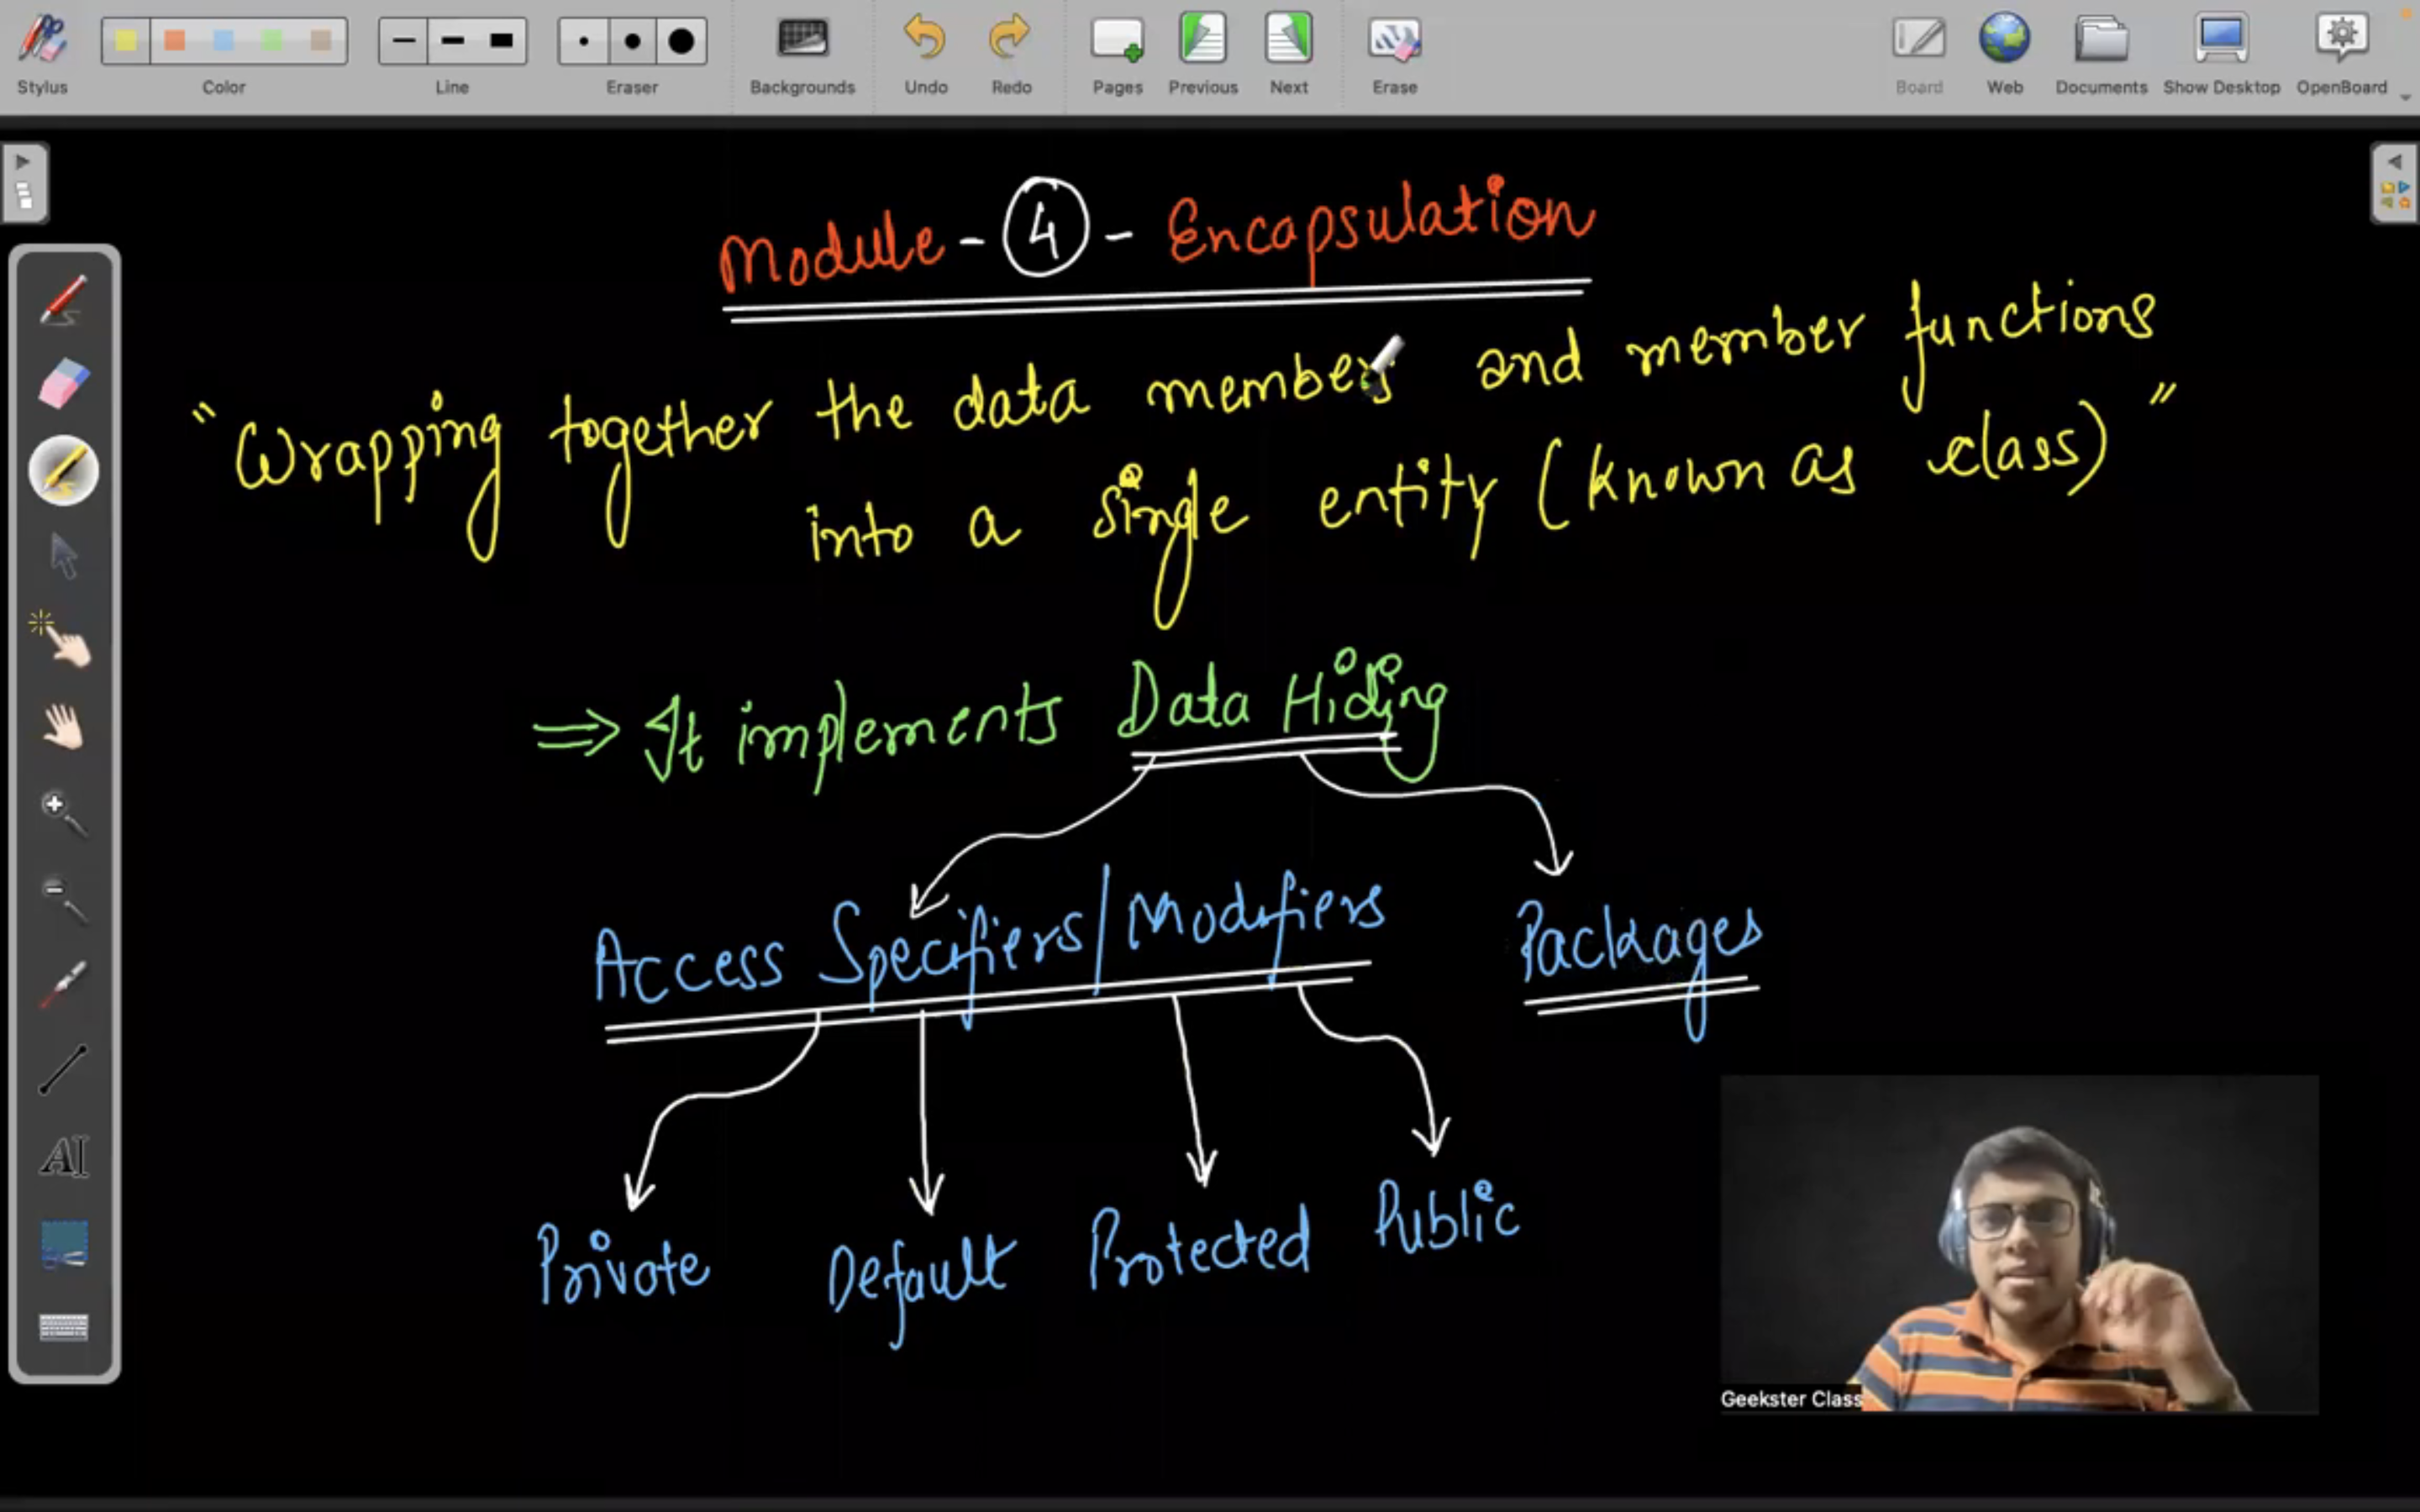 Stylus
Color
Line
Eraser
Backgrounds
Undo
Redo
Pages
Previous
Next
Erase
Board
Web
Documents
Show Desktop
OpenBoard
Module - 4 - Encapsulation
"Wrapping together the data members and member functions
into a single entity (known as class)"
⇒ It implements Data Hiding
Access Specifiers/Modifiers
Packages
Private
Default
Protected
Public
AI
Geekster Class